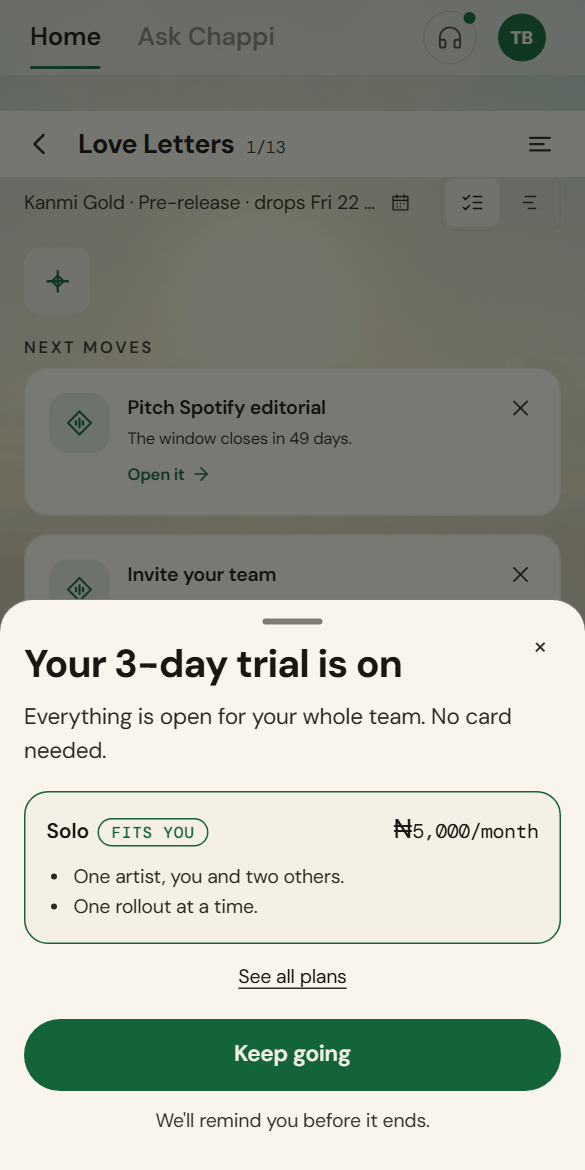 Home Ask Chappi TB
Love Letters 1/13
Kanmi Gold · Pre-release · drops Fri 22 ...
NEXT MOVES
Pitch Spotify editorial
The window closes in 49 days.
Open it →
Invite your team
Your 3-day trial is on ×
Everything is open for your whole team. No card
needed.
Solo FITS YOU ₦5,000/month
• One artist, you and two others.
• One rollout at a time.
See all plans
Keep going
We'll remind you before it ends.